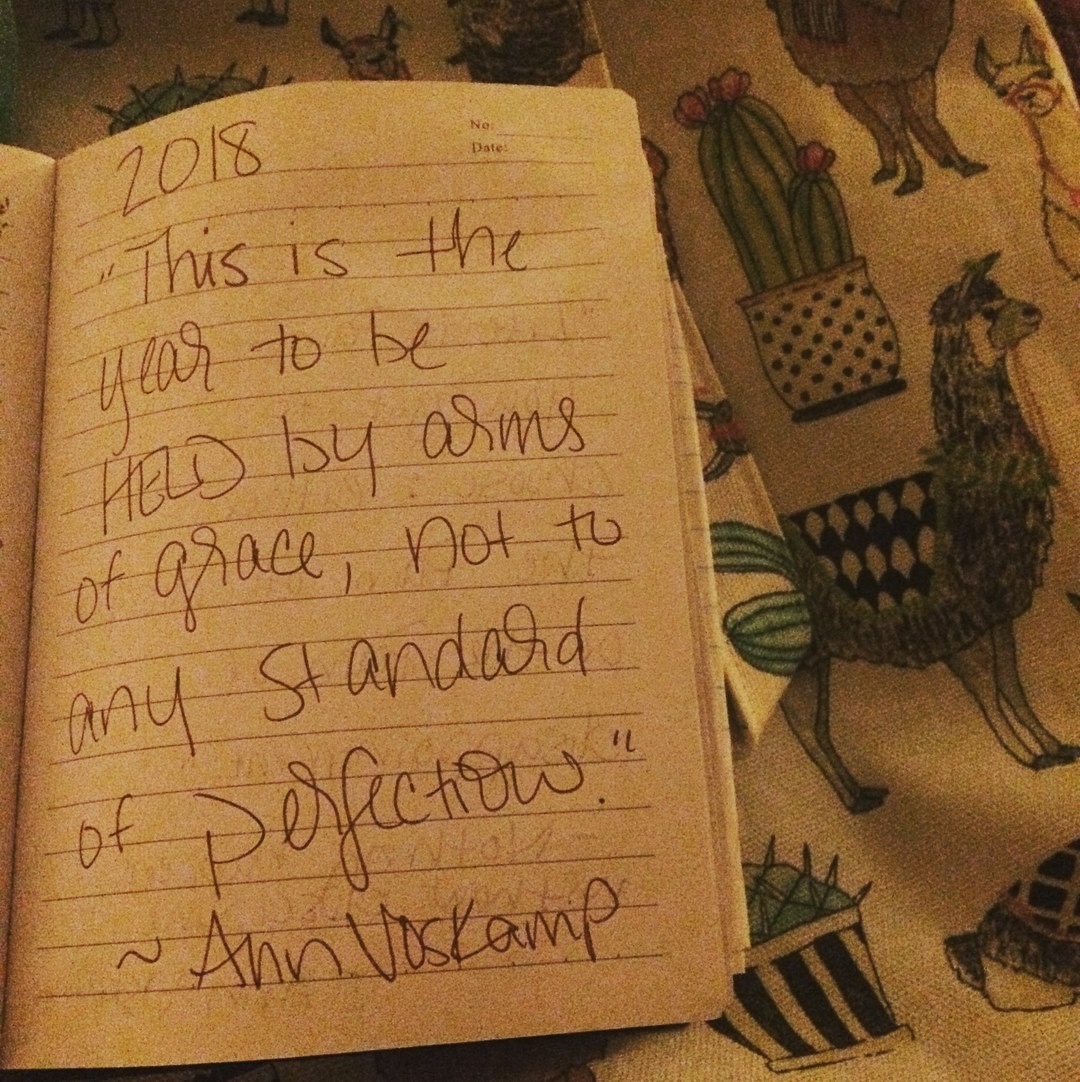 2018
No:
Date:
"This is the
year to be
HELD by arms
of grace, not to
any standard
of perfection."
~ Ann Voskamp